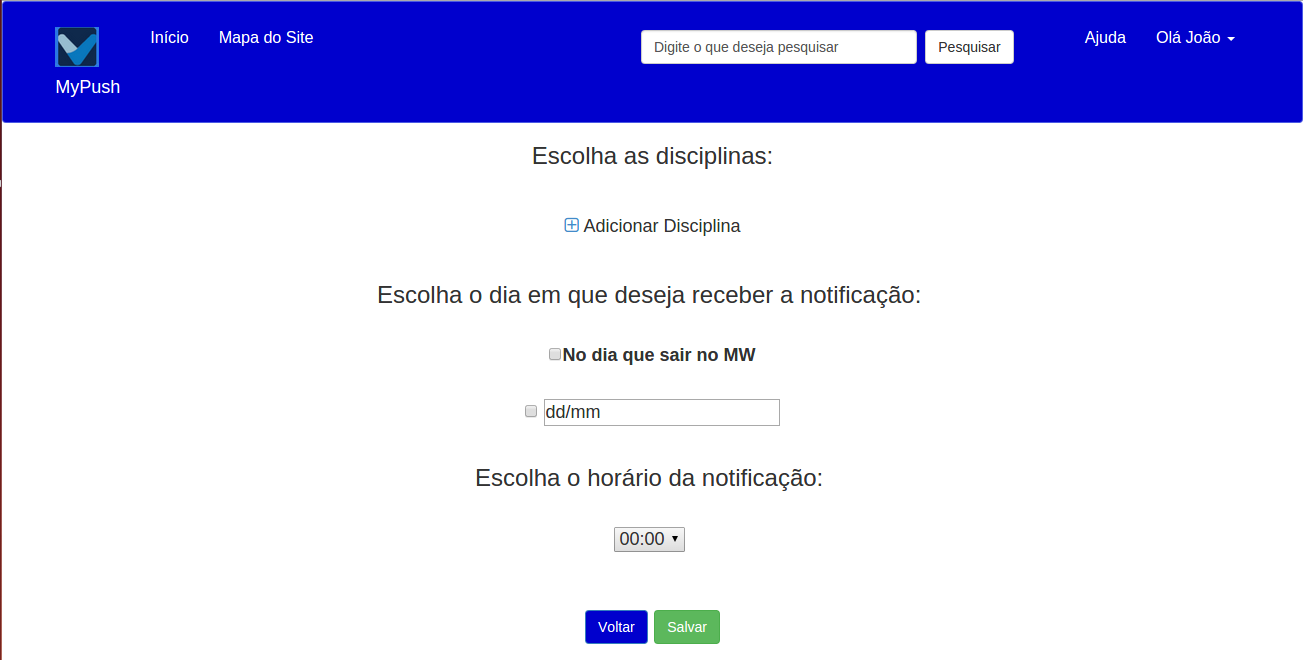 Início Mapa do Site Digite o que deseja pesquisar Pesquisar Ajuda Olá João
MyPush
Escolha as disciplinas:
Adicionar Disciplina
Escolha o dia em que deseja receber a notificação:
No dia que sair no MW
dd/mm
Escolha o horário da notificação:
00:00
Voltar Salvar